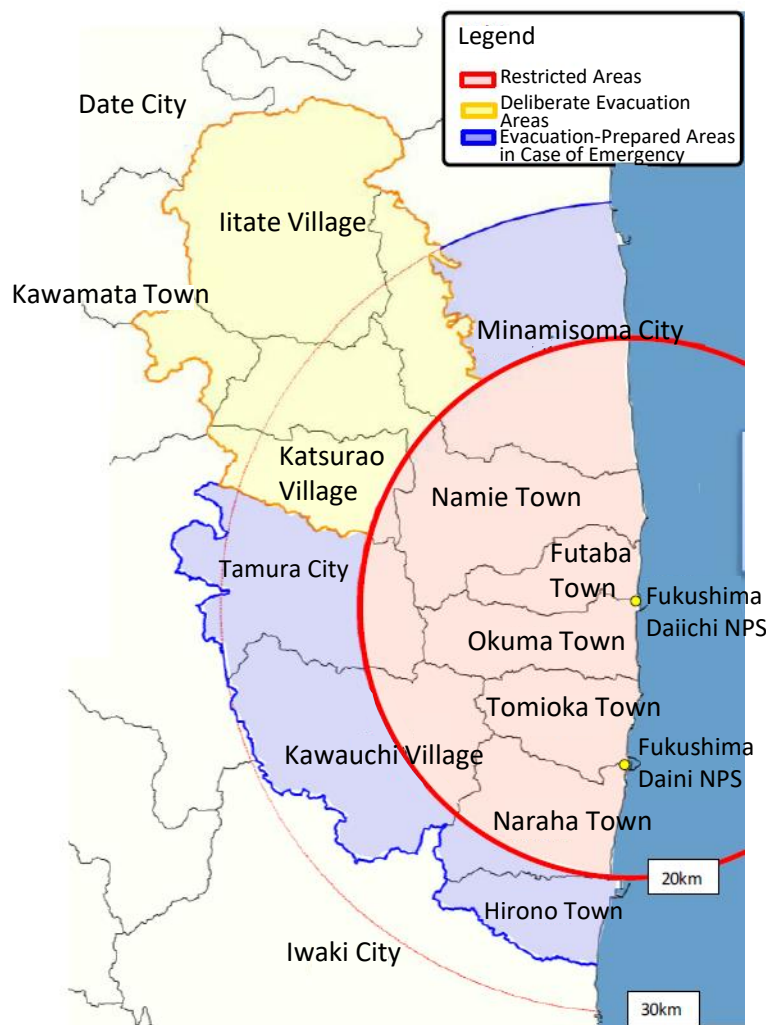 Legend
Restricted Areas
Deliberate Evacuation
Areas
Evacuation-Prepared Areas
in Case of Emergency
Date City
Iitate Village
Kawamata Town
Minamisoma City
Katsurao
Village
Namie Town
Futaba
Town
Tamura City
Fukushima
Daiichi NPS
Okuma Town
Tomioka Town
Kawauchi Village
Fukushima
Daini NPS
Naraha Town
20km
Hirono Town
Iwaki City
30km